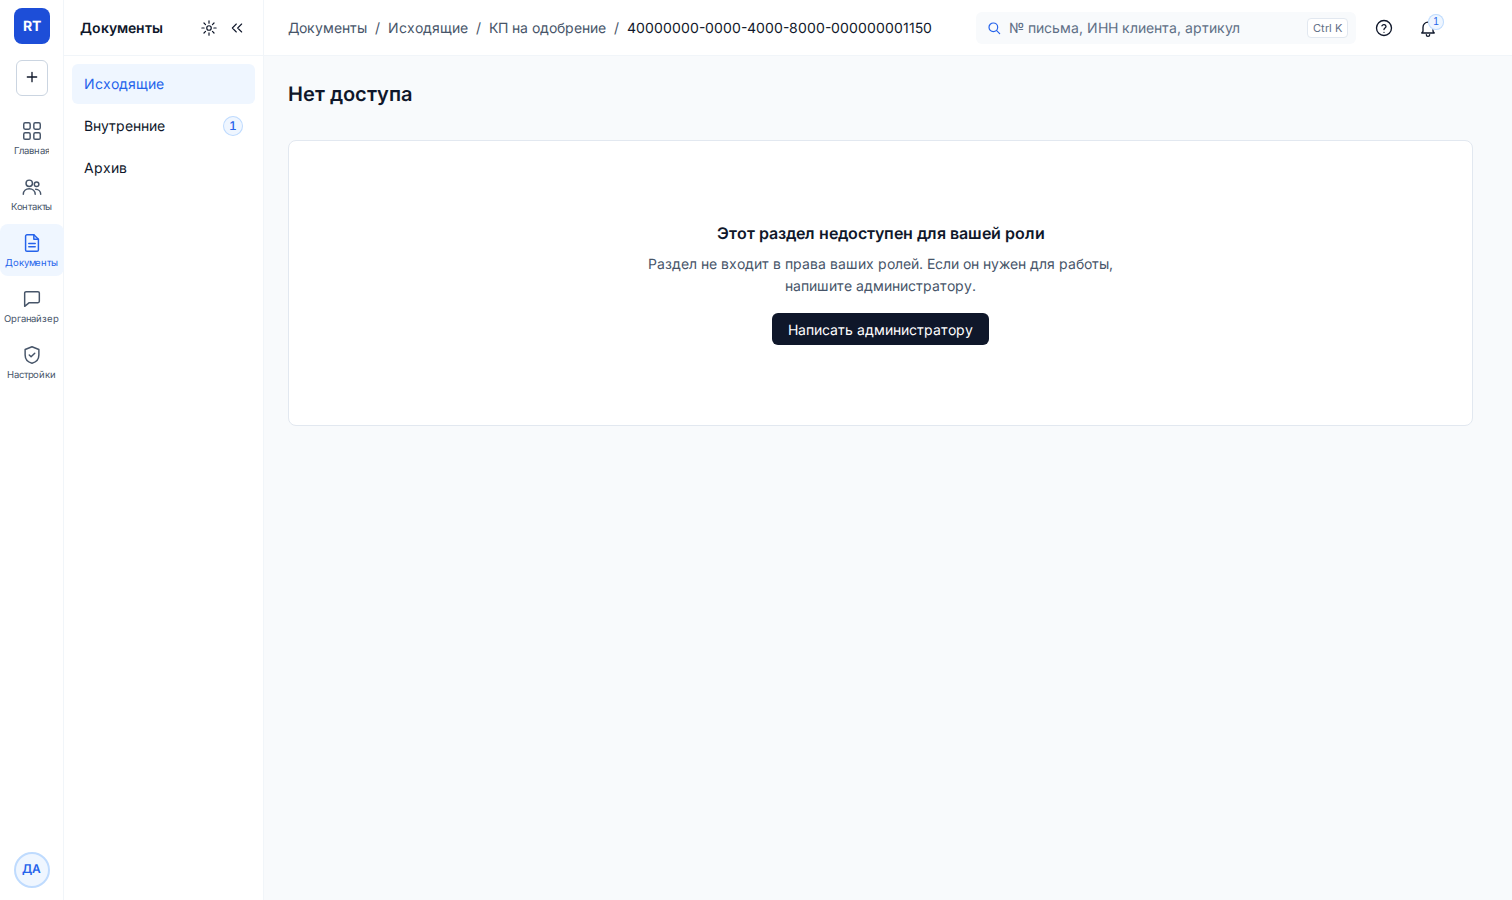 RT
Главная
Контакты
Документы
Органайзер
Настройки
ДА
Документы
Исходящие
Внутренние 1
Архив
Документы / Исходящие / КП на одобрение / 40000000-0000-4000-8000-000000001150
№ письма, ИНН клиента, артикул Ctrl K
1
Нет доступа
Этот раздел недоступен для вашей роли
Раздел не входит в права ваших ролей. Если он нужен для работы,
напишите администратору.
Написать администратору